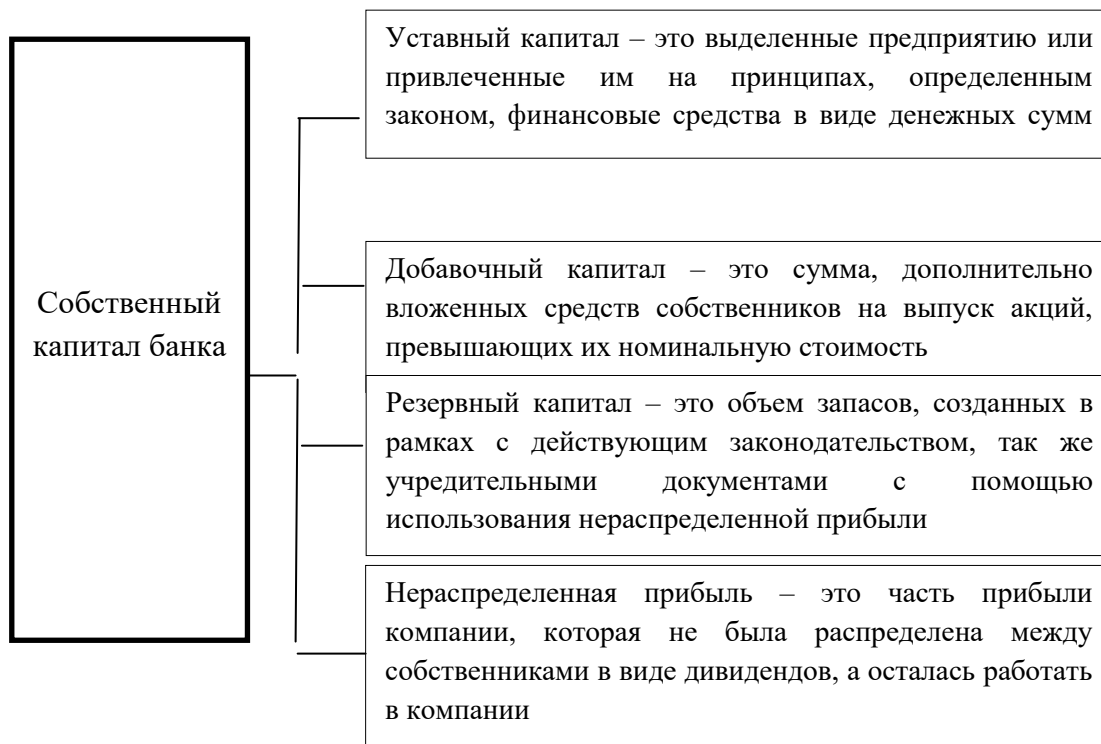 Уставный капитал – это выделенные предприятию или
привлеченные им на принципах, определенным
законом, финансовые средства в виде денежных сумм
Собственный
капитал банка
Добавочный капитал – это сумма, дополнительно
вложенных средств собственников на выпуск акций,
превышающих их номинальную стоимость
Резервный капитал – это объем запасов, созданных в
рамках с действующим законодательством, так же
учредительными документами с помощью
использования нераспределенной прибыли
Нераспределенная прибыль – это часть прибыли
компании, которая не была распределена между
собственниками в виде дивидендов, а осталась работать
в компании